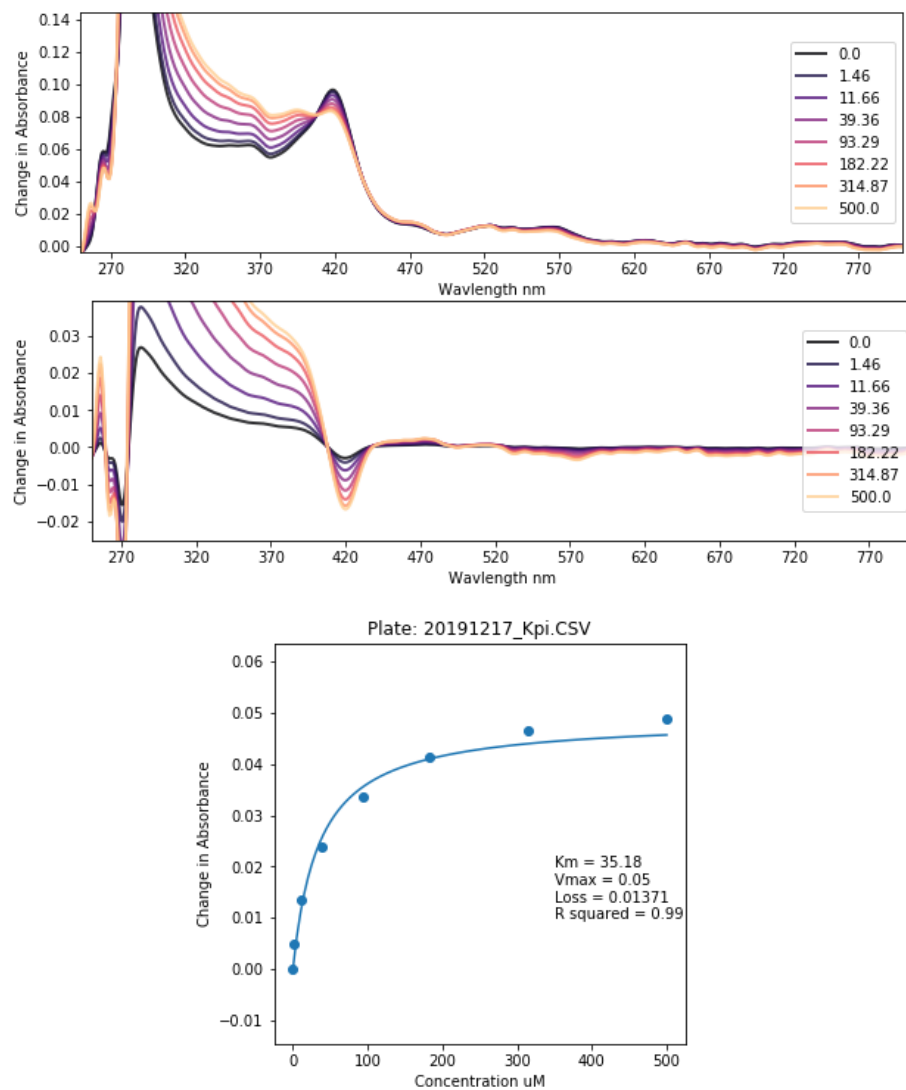 0.14
0.12
0.10
0.08
0.06
0.04
0.02
0.00
Change in Absorbance
270 320 370 420 470 520 570 620 670 720 770
Wavlength nm
0.0
1.46
11.66
39.36
93.29
182.22
314.87
500.0
0.03
0.02
0.01
0.00
−0.01
−0.02
Change in Absorbance
270 320 370 420 470 520 570 620 670 720 770
Wavlength nm
0.0
1.46
11.66
39.36
93.29
182.22
314.87
500.0
Plate: 20191217_Kpi.CSV
0.06
0.05
0.04
0.03
0.02
0.01
0.00
−0.01
Change in Absorbance
Km = 35.18
Vmax = 0.05
Loss = 0.01371
R squared = 0.99
0 100 200 300 400 500
Concentration uM